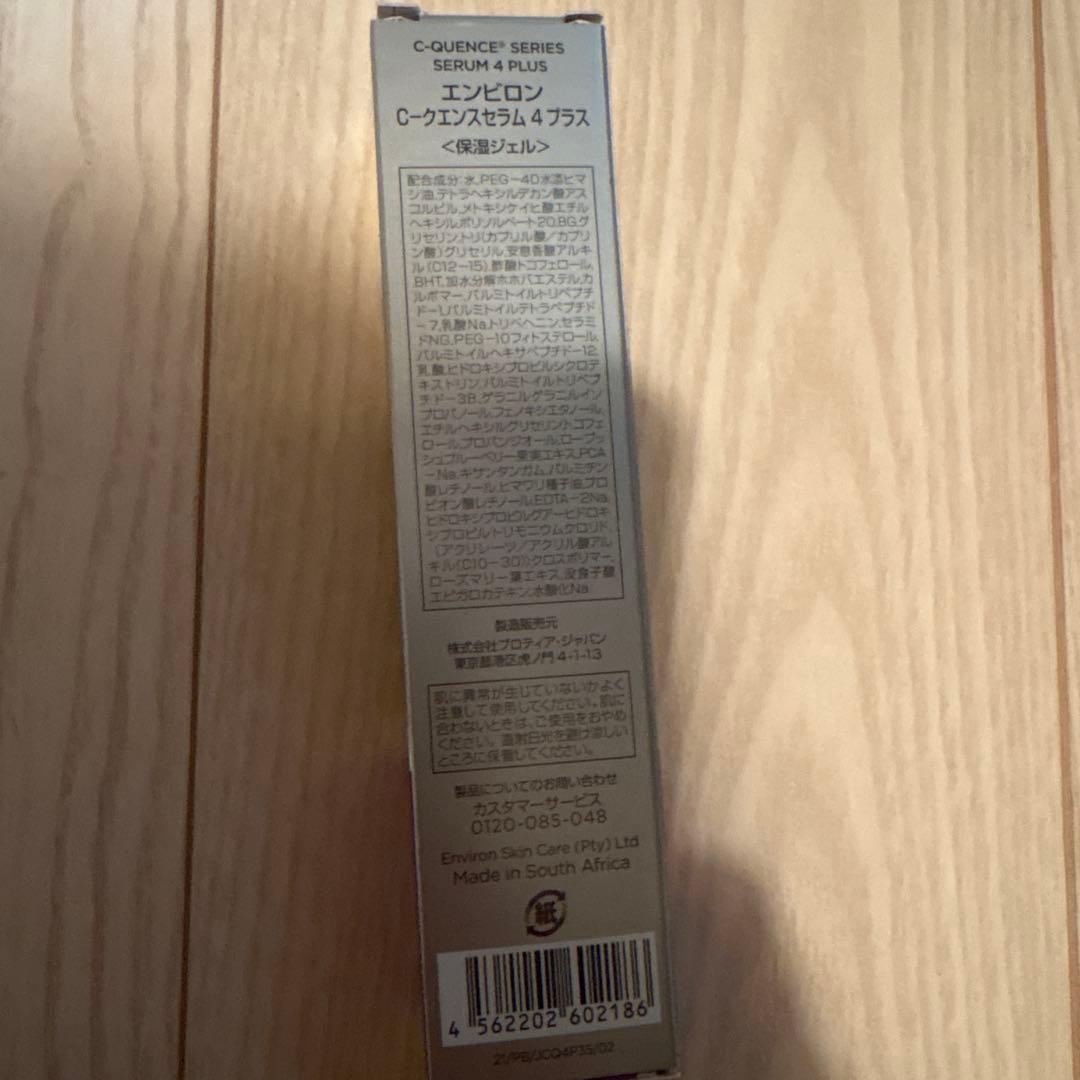 C-QUENCE® SERIES
SERUM 4 PLUS
エンビロン
C-クエンスセラム 4 プラス
<保湿ジェル>
配合成分:水,PEG-40水添ヒマ
シ油,テトラヘキシルデカン酸アス
コルビル,メトキシケイヒ酸エチル
ヘキシル,ポリソルベート20,BG,グ
リセリン,トリ(カプリル酸/カプリ
ン酸)グリセリル,安息香酸アルキ
ル(C12-15),酢酸トコフェロール,
BHT,加水分解ホホバエステル,カ
ルボマー,パルミトイルトリペプチ
ド-1,パルミトイルテトラペプチド
-7,乳酸Na,トリベヘニン,セラミ
ドNG,PEG-10フィトステロール,
パルミトイルヘキサペプチド-12,
乳酸,ヒドロキシプロピルシクロデ
キストリン,パルミトイルトリペプ
チド-38,ゲラニルゲラニルイソ
プロパノール,フェノキシエタノール,
エチルヘキシルグリセリン,トコフェ
ロール,プロパンジオール,ローブッ
シュブルーベリー果実エキス,PCA
-Na,キサンタンガム,パルミチン
酸レチノール,ヒマワリ種子油,プロ
ピオン酸レチノール,EDTA-2Na,
ヒドロキシプロピルグアーヒドロキ
シプロピルトリモニウムクロリド,
(アクリレーツ/アクリル酸アル
キル(C10-30))クロスポリマー,
ローズマリー葉エキス,没食子酸
エピガロカテキン,水酸化Na
製造販売元
株式会社プロティア・ジャパン
東京都港区虎ノ門 4-1-13
肌に異常が生じていないかよく
注意して使用してください。肌に
合わないときは、ご使用をおやめ
ください。直射日光を避け涼しい
ところに保管してください。
製品についてのお問い合わせ
カスタマーサービス
0120-085-048
Environ Skin Care (Pty) Ltd
Made in South Africa
紙
4 562202 602186
21/PB/JCQ4P35/02